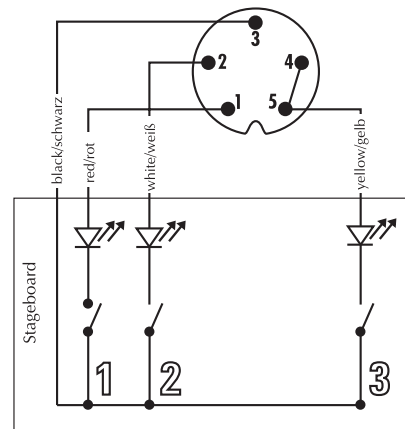 3
2
4
1
5
black/schwarz
red/rot
white/weiß
yellow/gelb
Stageboard
1
2
3